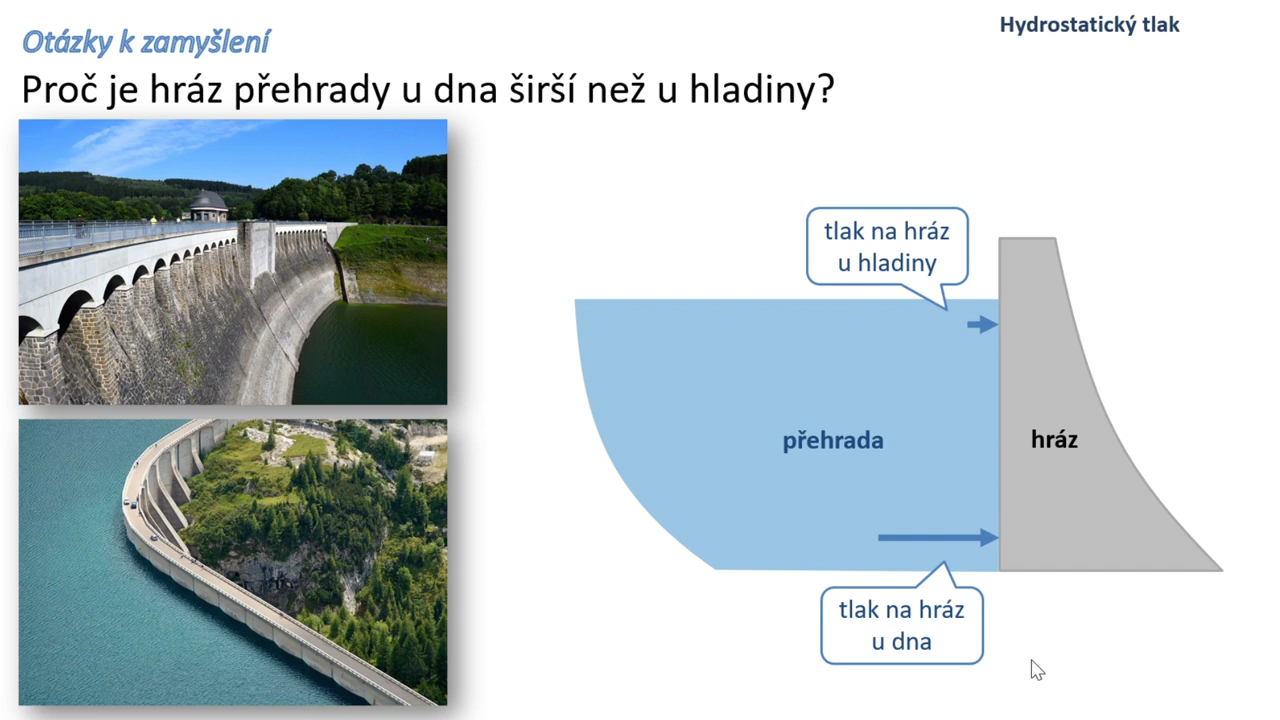 Hydrostatický tlak
Otázky k zamyšlení
Proč je hráz přehrady u dna širší než u hladiny?
tlak na hráz
u hladiny
přehrada
hráz
tlak na hráz
u dna